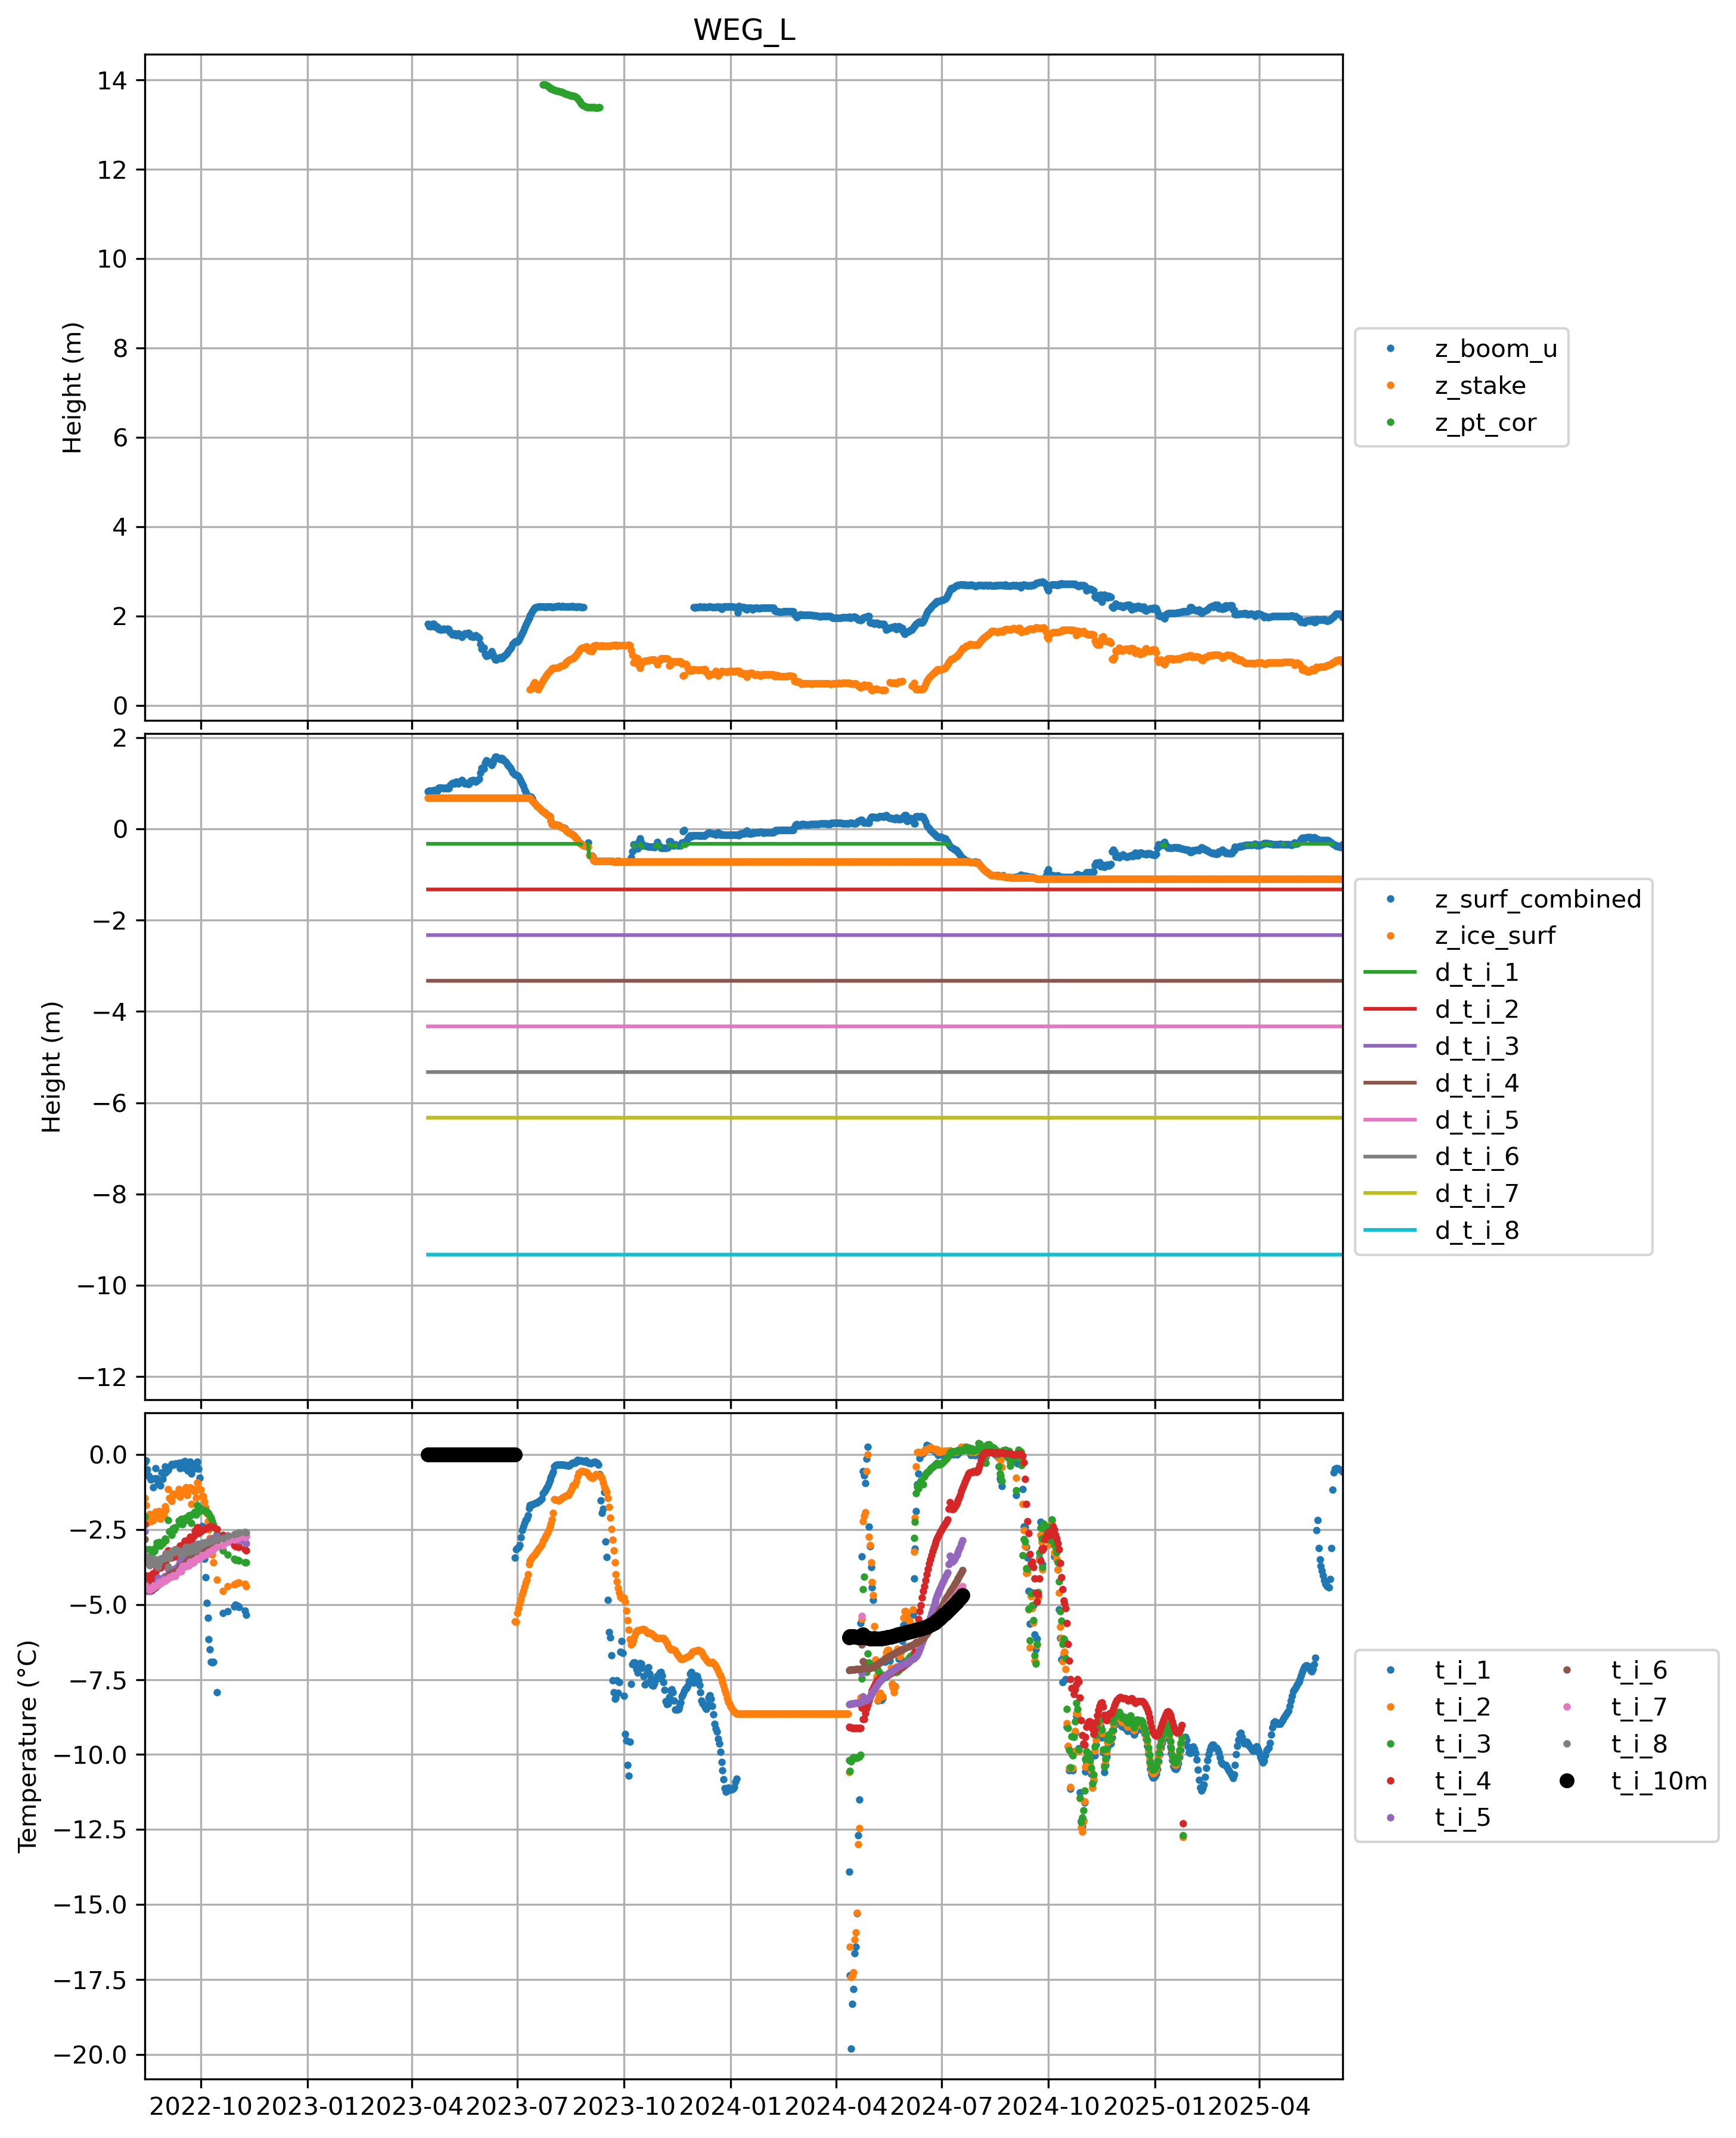 WEG_L
14
12
10
8
6
4
2
0
Height (m)
z_boom_u
z_stake
z_pt_cor
2
0
−2
−4
−6
−8
−10
−12
Height (m)
z_surf_combined
z_ice_surf
d_t_i_1
d_t_i_2
d_t_i_3
d_t_i_4
d_t_i_5
d_t_i_6
d_t_i_7
d_t_i_8
0.0
−2.5
−5.0
−7.5
−10.0
−12.5
−15.0
−17.5
−20.0
Temperature (°C)
t_i_1
t_i_2
t_i_3
t_i_4
t_i_5
t_i_6
t_i_7
t_i_8
t_i_10m
2022-10 2023-01 2023-04 2023-07 2023-10 2024-01 2024-04 2024-07 2024-10 2025-01 2025-04